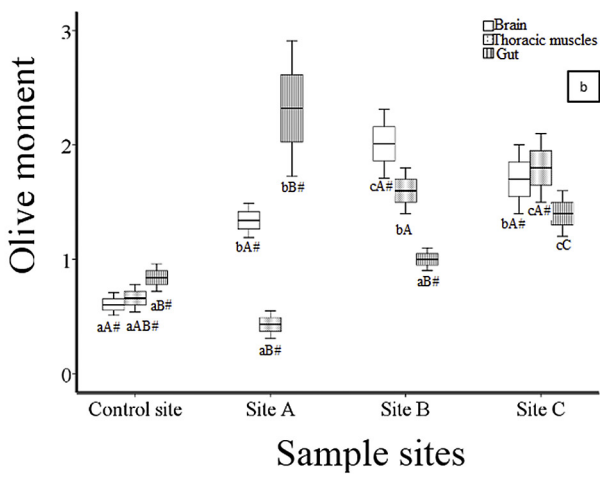 Brain
Thoracic muscles
Gut
b
Olive moment
3
2
1
0
aA#
aAB#
aB#
bA#
aB#
bB#
cA#
bA
aB#
bA#
cA#
cC
Control site
Site A
Site B
Site C
Sample sites